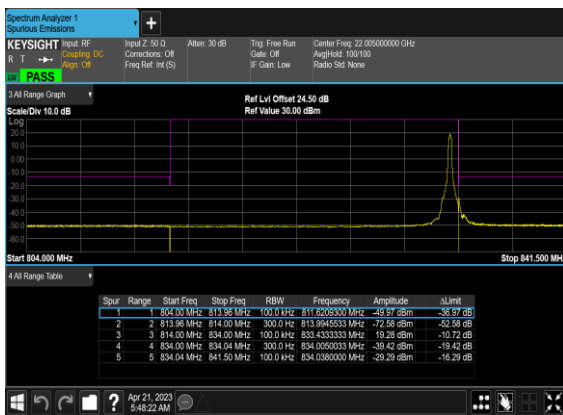 Spectrum Analyzer 1
Spurious Emissions
KEYSIGHT Input: RF Input Z: 50 Ω Atten: 30 dB Trig: Free Run Center Freq: 22.005000000 GHz
R T Coupling: DC Corrections: Off Gate: Off Avg|Hold: 100/100
Align: Off Freq Ref: Int (S) IF Gain: Low Radio Std: None
PASS
3 All Range Graph
Ref Lvl Offset 24.50 dB
Scale/Div 10.0 dB Ref Value 30.00 dBm
Log
20.0
10.0
0.00
-10.0
-20.0
-30.0
-40.0
-50.0
-60.0
Start 804.000 MHz Stop 841.500 MH
4 All Range Table
Spur Range Start Freq Stop Freq RBW Frequency Amplitude ΔLimit
1 1 804.00 MHz 813.96 MHz 100.0 kHz 811.6209300 MHz -49.97 dBm -36.97 dB
2 2 813.96 MHz 814.00 MHz 300.0 Hz 813.9945533 MHz -72.58 dBm -52.58 dB
3 3 814.00 MHz 834.00 MHz 100.0 kHz 833.4333333 MHz 19.28 dBm -10.72 dB
4 4 834.00 MHz 834.04 MHz 300.0 Hz 834.0050033 MHz -39.42 dBm -19.42 dB
5 5 834.04 MHz 841.50 MHz 100.0 kHz 834.0380000 MHz -29.29 dBm -16.29 dB
Apr 21, 2023
5:48:22 AM